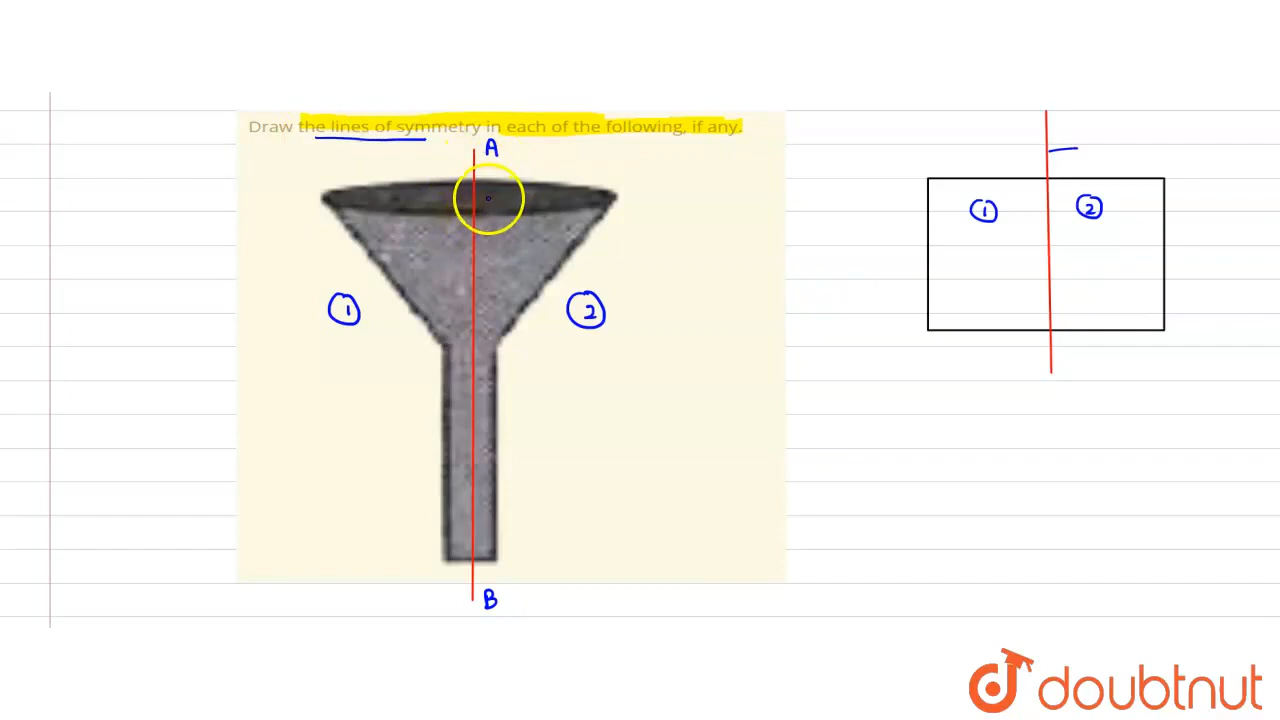 Draw the lines of symmetry in each of the following, if any.
A
1
2
B
1
2
doubtnut